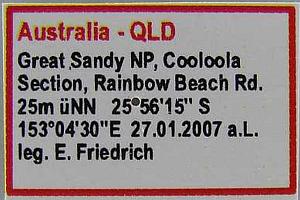 Australia - QLD
Great Sandy NP, Cooloola
Section, Rainbow Beach Rd.
25m üNN 25°56'15" S
153°04'30"E 27.01.2007 a.L.
leg. E. Friedrich